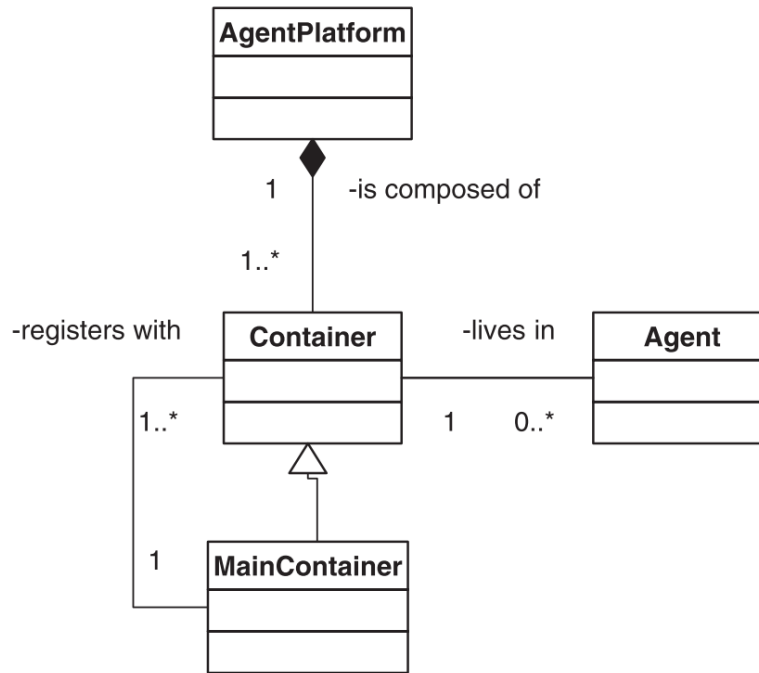 AgentPlatform
1
-is composed of
1..*
-registers with
Container
-lives in
Agent
1..*
1
0..*
1
MainContainer